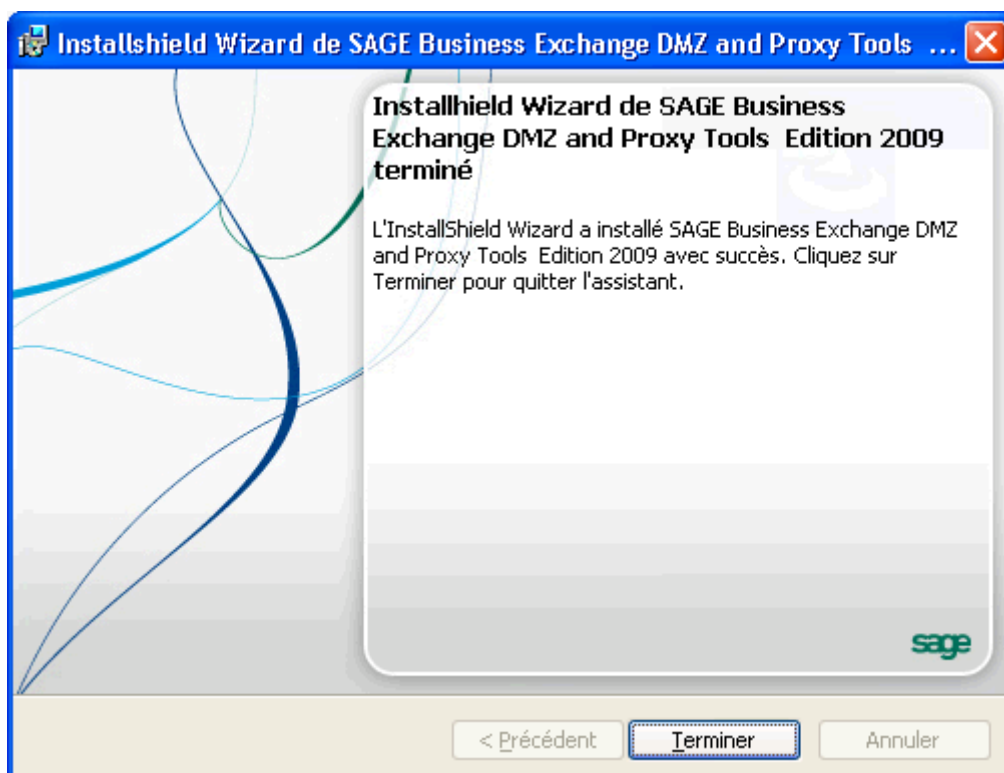 Installshield Wizard de SAGE Business Exchange DMZ and Proxy Tools ...
Installhield Wizard de SAGE Business
Exchange DMZ and Proxy Tools Edition 2009
terminé
L'InstallShield Wizard a installé SAGE Business Exchange DMZ
and Proxy Tools Edition 2009 avec succès. Cliquez sur
Terminer pour quitter l'assistant.
sage
< Précédent
Terminer
Annuler